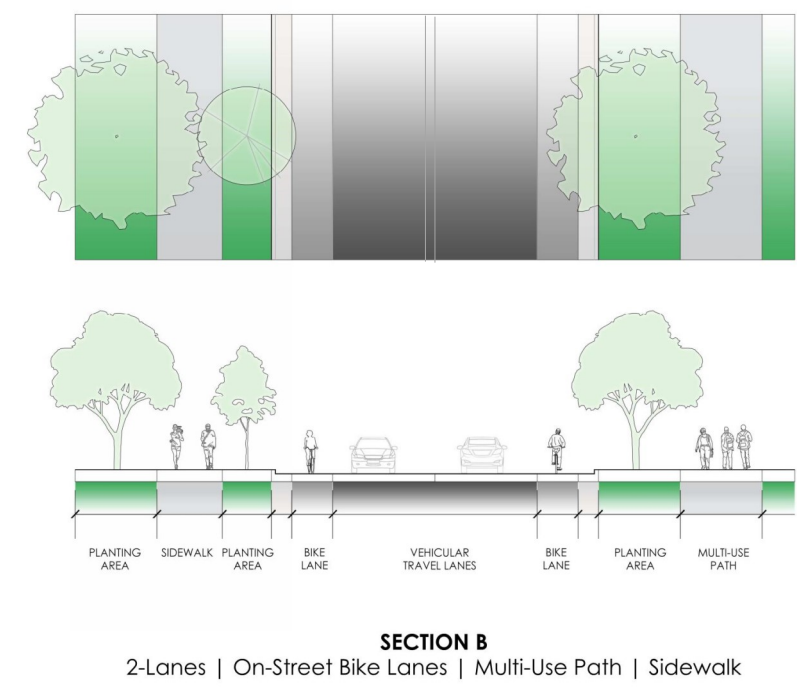 PLANTING AREA
SIDEWALK
PLANTING AREA
BIKE LANE
VEHICULAR TRAVEL LANES
BIKE LANE
PLANTING AREA
MULTI-USE PATH
SECTION B
2-Lanes | On-Street Bike Lanes | Multi-Use Path | Sidewalk